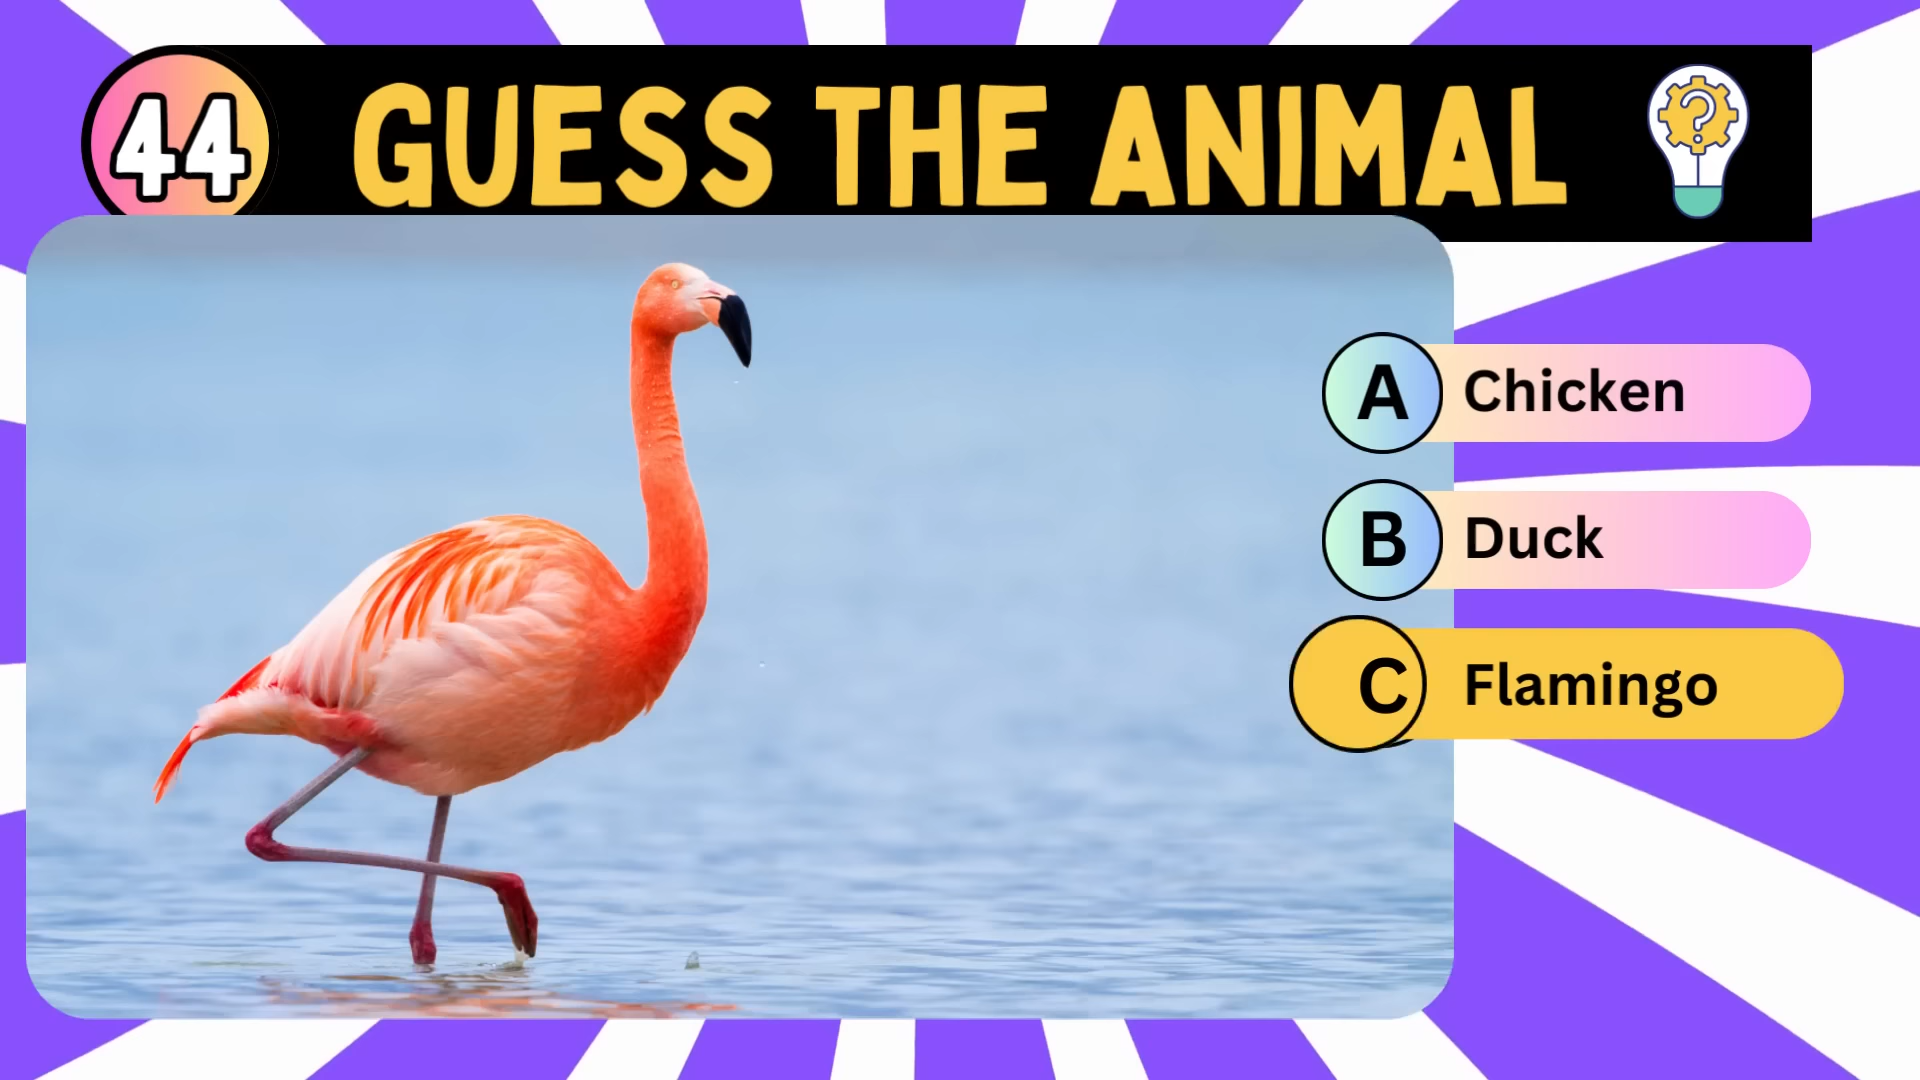 44
GUESS THE ANIMAL
?
A Chicken
B Duck
C Flamingo